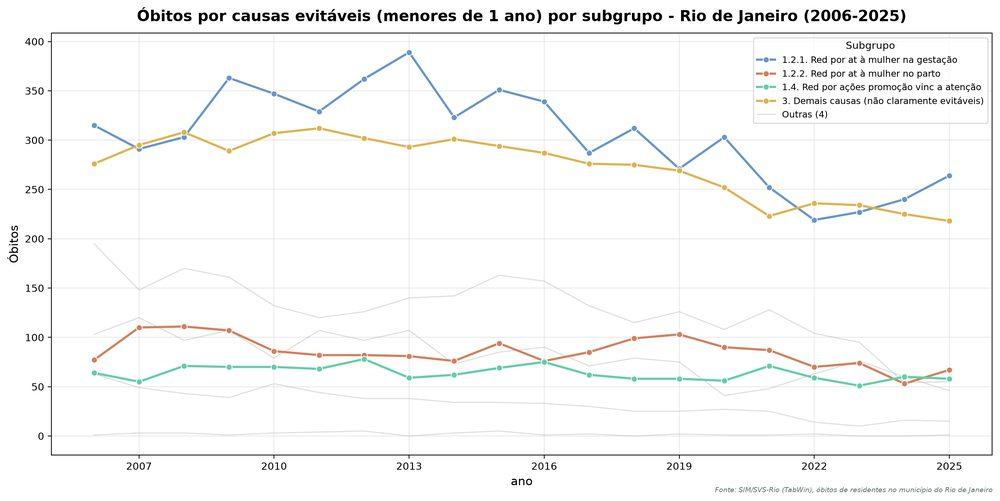 Óbitos por causas evitáveis (menores de 1 ano) por subgrupo - Rio de Janeiro (2006-2025)
Subgrupo
1.2.1. Red por at à mulher na gestação
1.2.2. Red por at à mulher no parto
1.4. Red por ações promoção vinc a atenção
3. Demais causas (não claramente evitáveis)
Outras (4)
Óbitos
400
350
300
250
200
150
100
50
0
2007
2010
2013
2016
2019
2022
2025
ano
Fonte: SIM/SVS-Rio (TabWin), óbitos de residentes no município do Rio de Janeiro